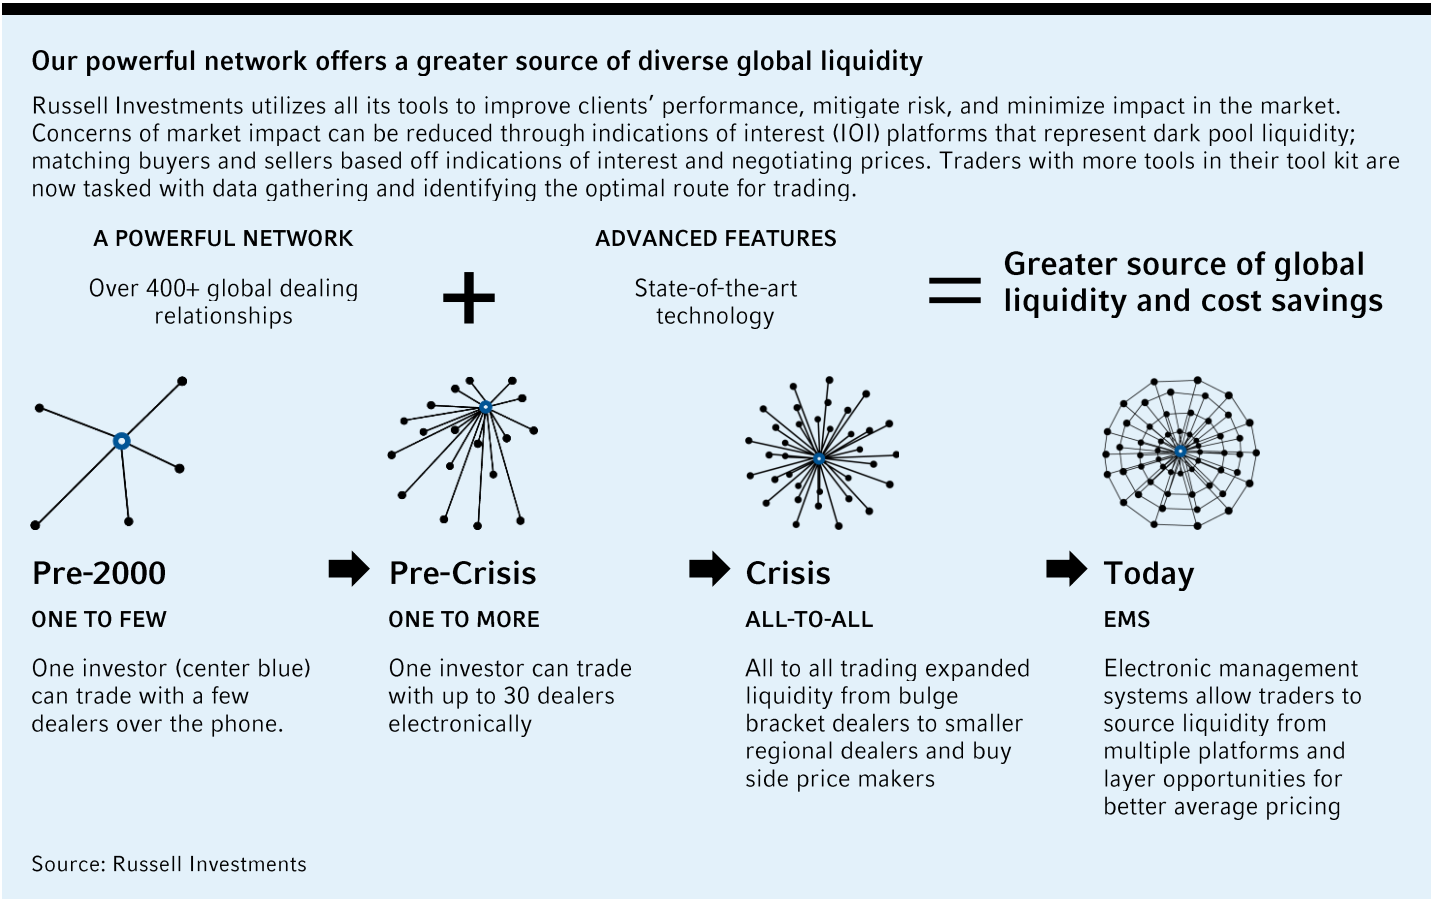 Our powerful network offers a greater source of diverse global liquidity
Russell Investments utilizes all its tools to improve clients’ performance, mitigate risk, and minimize impact in the market.
Concerns of market impact can be reduced through indications of interest (IOI) platforms that represent dark pool liquidity;
matching buyers and sellers based off indications of interest and negotiating prices. Traders with more tools in their tool kit are
now tasked with data gathering and identifying the optimal route for trading.
A POWERFUL NETWORK
Over 400+ global dealing
relationships
+
ADVANCED FEATURES
State-of-the-art
technology
=
Greater source of global
liquidity and cost savings
Pre-2000
ONE TO FEW
One investor (center blue)
can trade with a few
dealers over the phone.
Pre-Crisis
ONE TO MORE
One investor can trade
with up to 30 dealers
electronically
Crisis
ALL-TO-ALL
All to all trading expanded
liquidity from bulge
bracket dealers to smaller
regional dealers and buy
side price makers
Today
EMS
Electronic management
systems allow traders to
source liquidity from
multiple platforms and
layer opportunities for
better average pricing
Source: Russell Investments